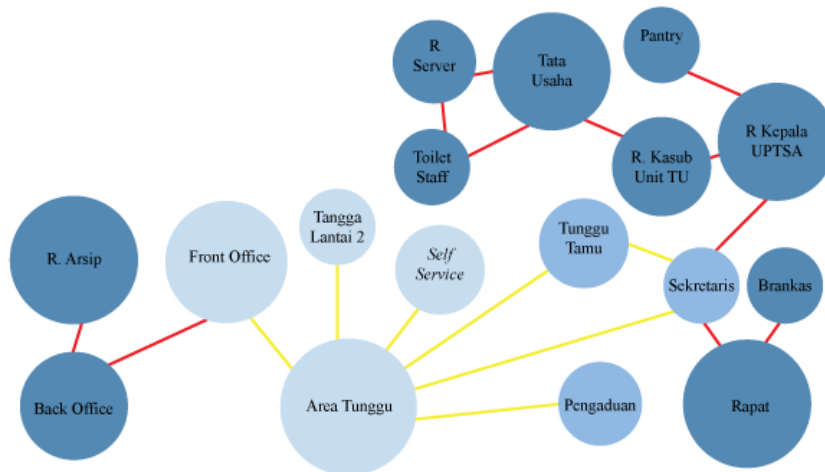 R
Server
Tata
Usaha
Pantry
R Kepala
UPTSA
Toilet
Staff
R. Kasub
Unit TU
Tangga
Lantai 2
Tunggu
Tamu
R. Arsip
Front Office
Self
Service
Sekretaris
Brankas
Back Office
Area Tunggu
Pengaduan
Rapat